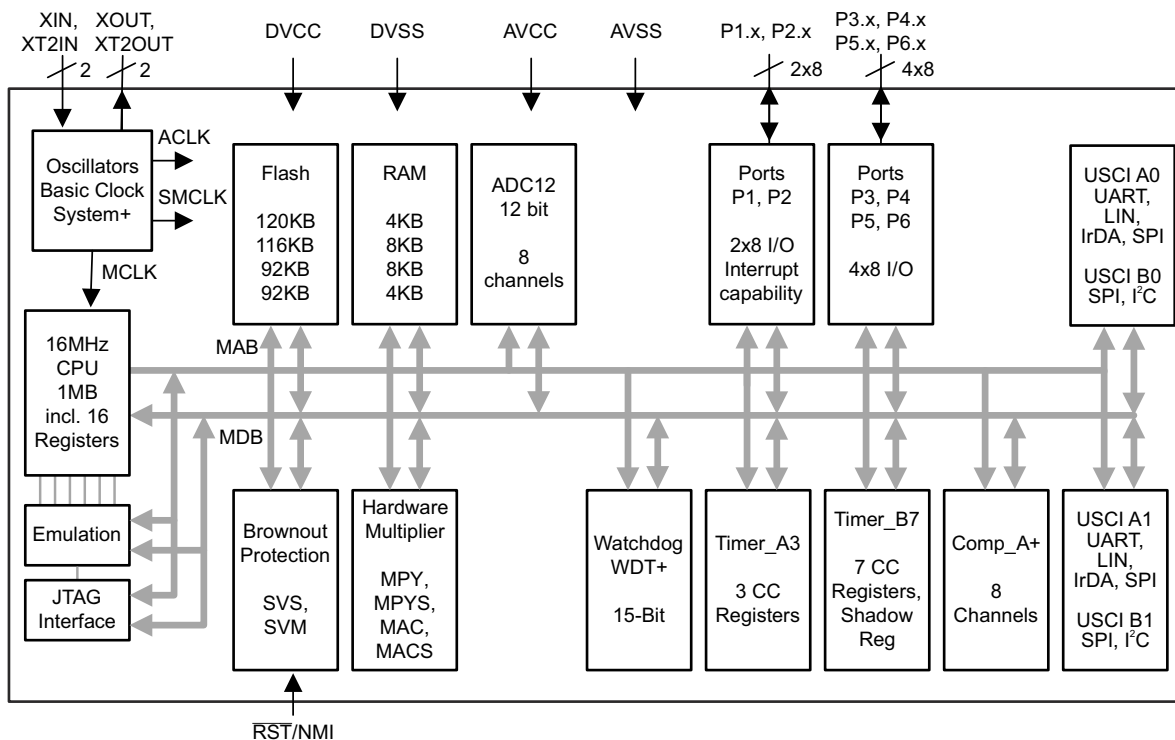 XIN,
XT2IN
XOUT,
XT2OUT
DVCC
DVSS
AVCC
AVSS
P1.x, P2.x
P3.x, P4.x
P5.x, P6.x
2
2
2x8
4x8
Oscillators
Basic Clock
System+
ACLK
SMCLK
MCLK
Flash
120KB
116KB
92KB
92KB
RAM
4KB
8KB
8KB
4KB
ADC12
12 bit
8
channels
Ports
P1, P2
2x8 I/O
Interrupt
capability
Ports
P3, P4
P5, P6
4x8 I/O
USCI A0
UART,
LIN,
IrDA, SPI
USCI B0
SPI, I²C
16MHz
CPU
1MB
incl. 16
Registers
MAB
MDB
Emulation
JTAG
Interface
Brownout
Protection
SVS,
SVM
Hardware
Multiplier
MPY,
MPYS,
MAC,
MACS
Watchdog
WDT+
15-Bit
Timer_A3
3 CC
Registers
Timer_B7
7 CC
Registers,
Shadow
Reg
Comp_A+
8
Channels
USCI A1
UART,
LIN,
IrDA, SPI
USCI B1
SPI, I²C
RST/NMI